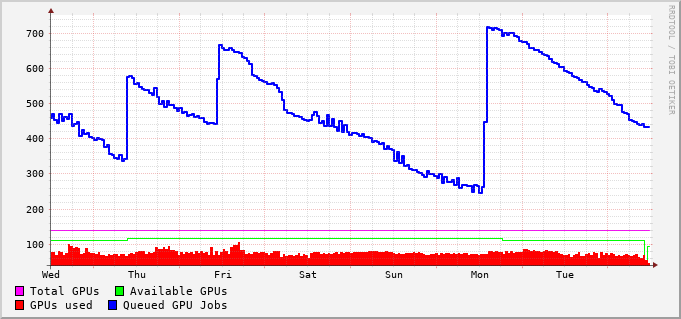 RRDTOOL / TOBI OETIKER
700
600
500
400
300
200
100
Wed Thu Fri Sat Sun Mon Tue
Total GPUs Available GPUs
GPUs used Queued GPU Jobs